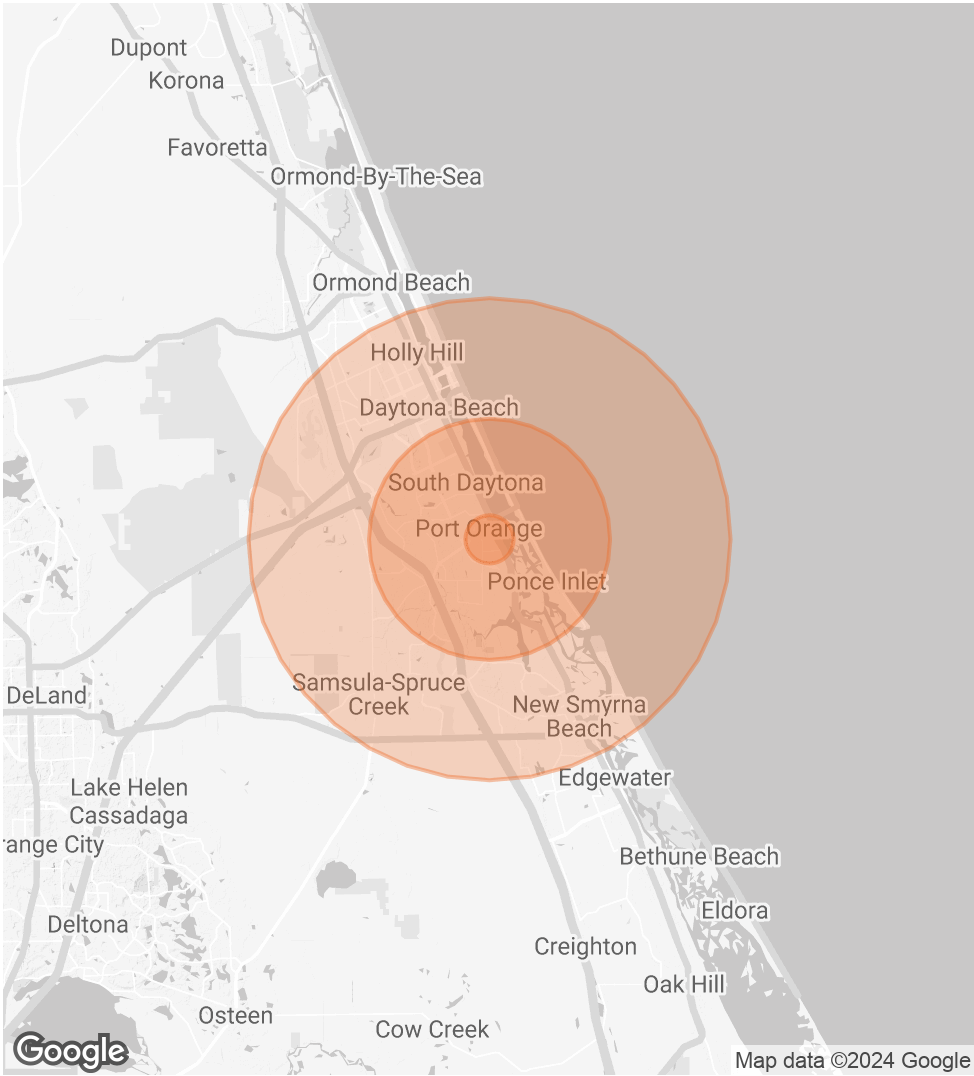 Dupont
Korona
Favoretta
Ormond-By-The-Sea
Ormond Beach
Holly Hill
Daytona Beach
South Daytona
Port Orange
Ponce Inlet
Samsula-Spruce
Creek
DeLand
New Smyrna
Beach
Edgewater
Lake Helen
Cassadaga
range City
Bethune Beach
Eldora
Deltona
Creighton
Oak Hill
Osteen
Cow Creek
Google
Map data ©2024 Google